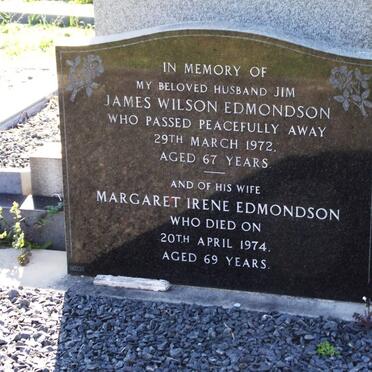 IN MEMORY OF
MY BELOVED HUSBAND JIM
JAMES WILSON EDMONDSON
WHO PASSED PEACEFULLY AWAY
29TH MARCH 1972.
AGED 67 YEARS
AND OF HIS WIFE
MARGARET IRENE EDMONDSON
WHO DIED ON
20TH APRIL 1974.
AGED 69 YEARS.